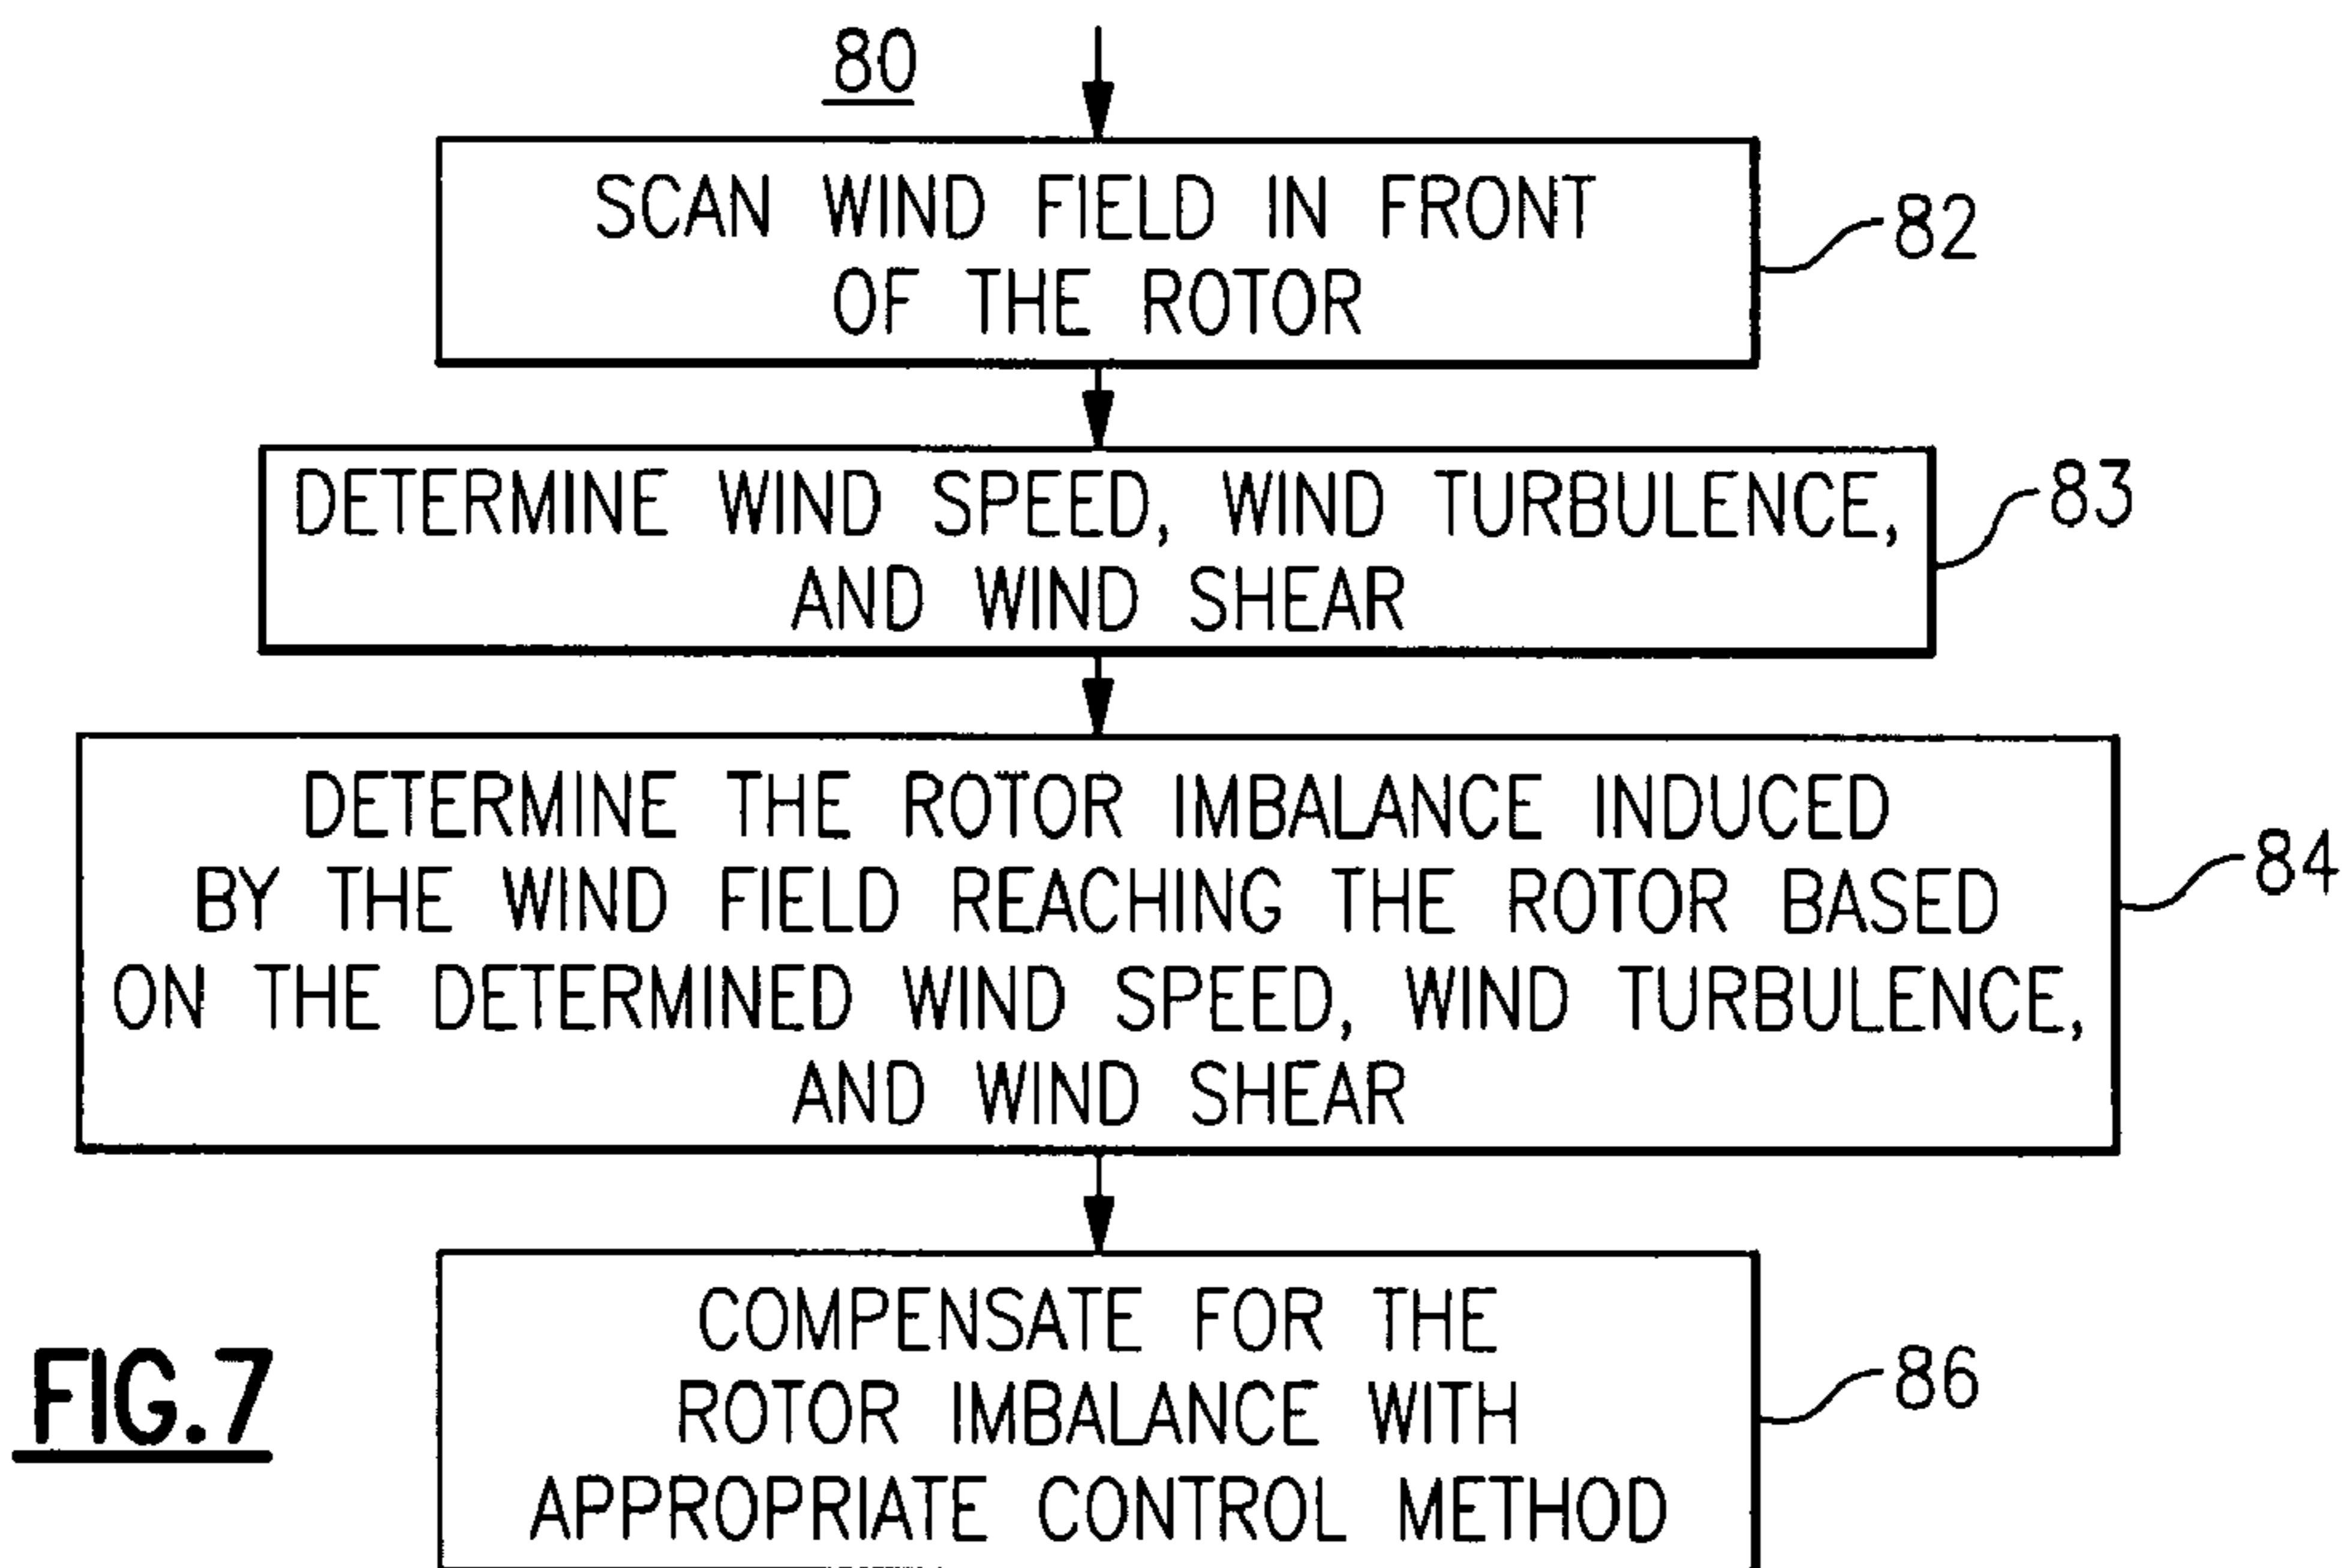 80
SCAN WIND FIELD IN FRONT
OF THE ROTOR
82
DETERMINE WIND SPEED, WIND TURBULENCE,
AND WIND SHEAR
83
DETERMINE THE ROTOR IMBALANCE INDUCED
BY THE WIND FIELD REACHING THE ROTOR BASED
ON THE DETERMINED WIND SPEED, WIND TURBULENCE,
AND WIND SHEAR
84
COMPENSATE FOR THE
ROTOR IMBALANCE WITH
APPROPRIATE CONTROL METHOD
86
FIG.7